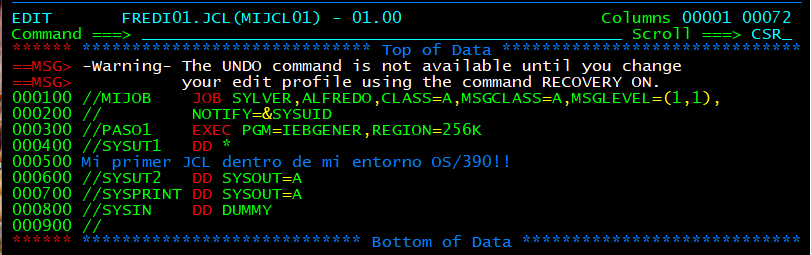 EDIT       FREDI01.JCL(MIJCL01) - 01.00                    Columns 00001 00072
Command ===>                                                  Scroll ===> CSR
****** **************************** Top of Data ******************************
==MSG> -Warning- The UNDO command is not available until you change
==MSG>           your edit profile using the command RECOVERY ON.
000100 //MIJOB    JOB SYLVER,ALFREDO,CLASS=A,MSGCLASS=A,MSGLEVEL=(1,1),
000200 //         NOTIFY=&SYSUID
000300 //PASO1    EXEC PGM=IEBGENER,REGION=256K
000400 //SYSUT1   DD *
000500 Mi primer JCL dentro de mi entorno OS/390!!
000600 //SYSUT2   DD SYSOUT=A
000700 //SYSPRINT DD SYSOUT=A
000800 //SYSIN    DD DUMMY
000900 //
****** **************************** Bottom of Data ****************************